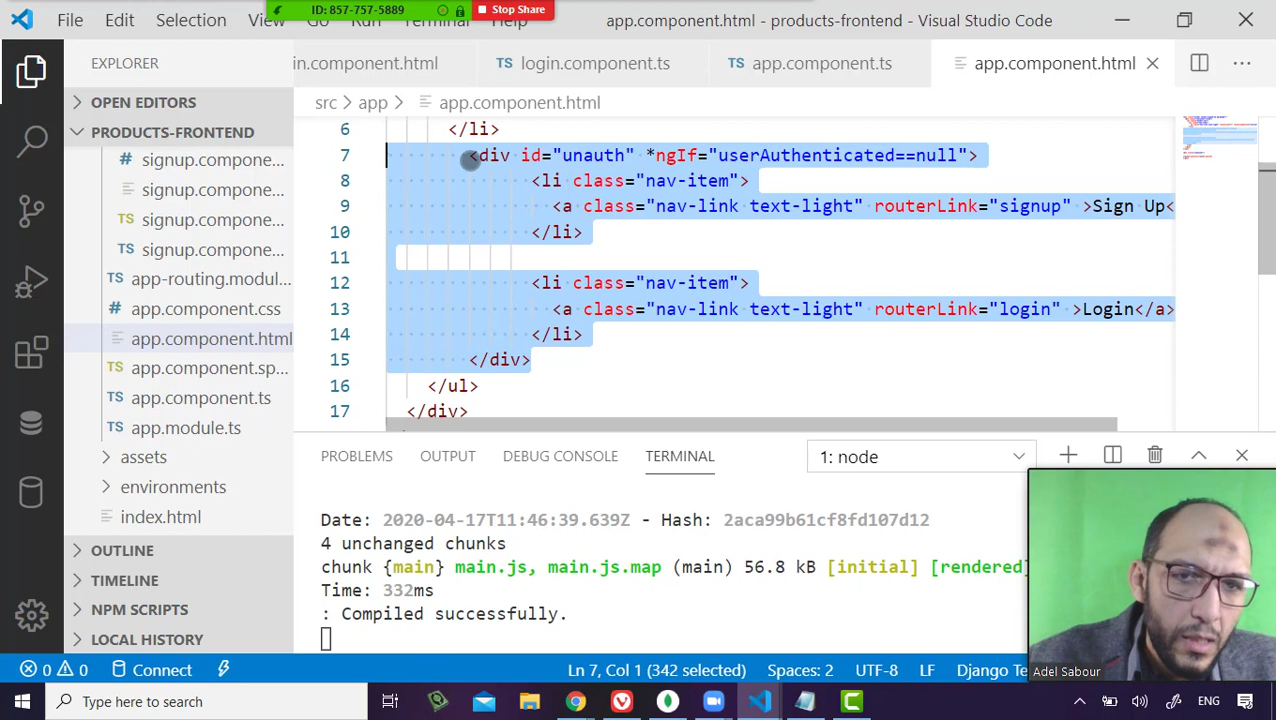 ID: 857-757-5889
Stop Share
File
Edit
Selection
app.component.html - products-frontend - Visual Studio Code
EXPLORER
in.component.html
login.component.ts
app.component.ts
app.component.html
OPEN EDITORS
src > app > app.component.html
PRODUCTS-FRONTEND
signup.compone...
signup.compone...
signup.compone...
signup.compone...
app-routing.modul...
app.component.css
app.component.html
app.component.sp...
app.component.ts
app.module.ts
assets
environments
index.html
OUTLINE
TIMELINE
NPM SCRIPTS
LOCAL HISTORY
6 </li>
7 <div id="unauth" *ngIf="userAuthenticated==null">
8 <li class="nav-item">
9 <a class="nav-link text-light" routerLink="signup" >Sign Up<
10 </li>
11
12 <li class="nav-item">
13 <a class="nav-link text-light" routerLink="login" >Login</a>
14 </li>
15 </div>
16 </ul>
17 </div>
PROBLEMS
OUTPUT
DEBUG CONSOLE
TERMINAL
1: node
Date: 2020-04-17T11:46:39.639Z - Hash: 2aca99b61cf8fd107d12
4 unchanged chunks
chunk {main} main.js, main.js.map (main) 56.8 kB [initial] [rendered]
Time: 332ms
: Compiled successfully.
Adel Sabour
0 0
Connect
Ln 7, Col 1 (342 selected)
Spaces: 2
UTF-8
LF
Django Te
Type here to search
ENG